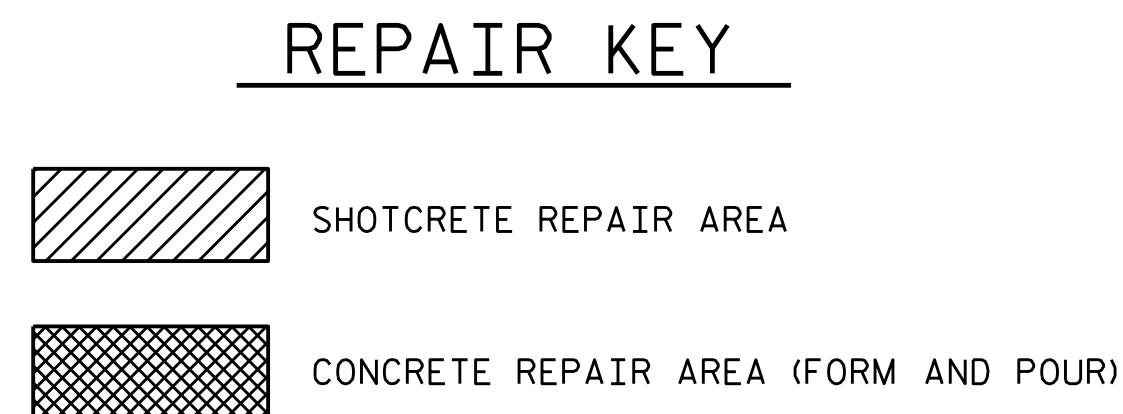 REPAIR KEY
SHOTCRETE REPAIR AREA
CONCRETE REPAIR AREA (FORM AND POUR)